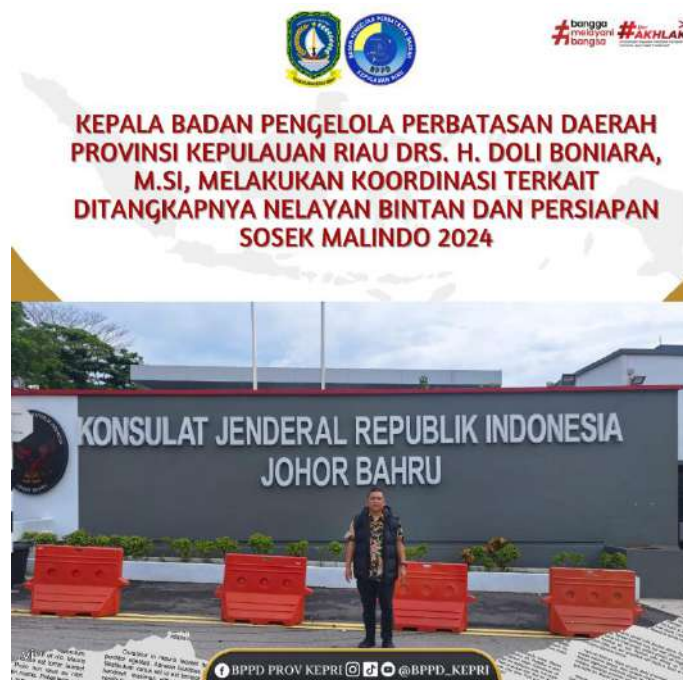 bangga
melayani
bangsa
#AKHLAK
BPPD
KEPALA BADAN PENGELOLA PERBATASAN DAERAH
PROVINSI KEPULAUAN RIAU DRS. H. DOLI BONIARA,
M.SI, MELAKUKAN KOORDINASI TERKAIT
DITANGKAPNYA NELAYAN BINTAN DAN PERSIAPAN
SOSEK MALINDO 2024
KONSULAT JENDERAL REPUBLIK INDONESIA
JOHOR BAHRU
BPPD PROV KEPRI @BPPD_KEPRI